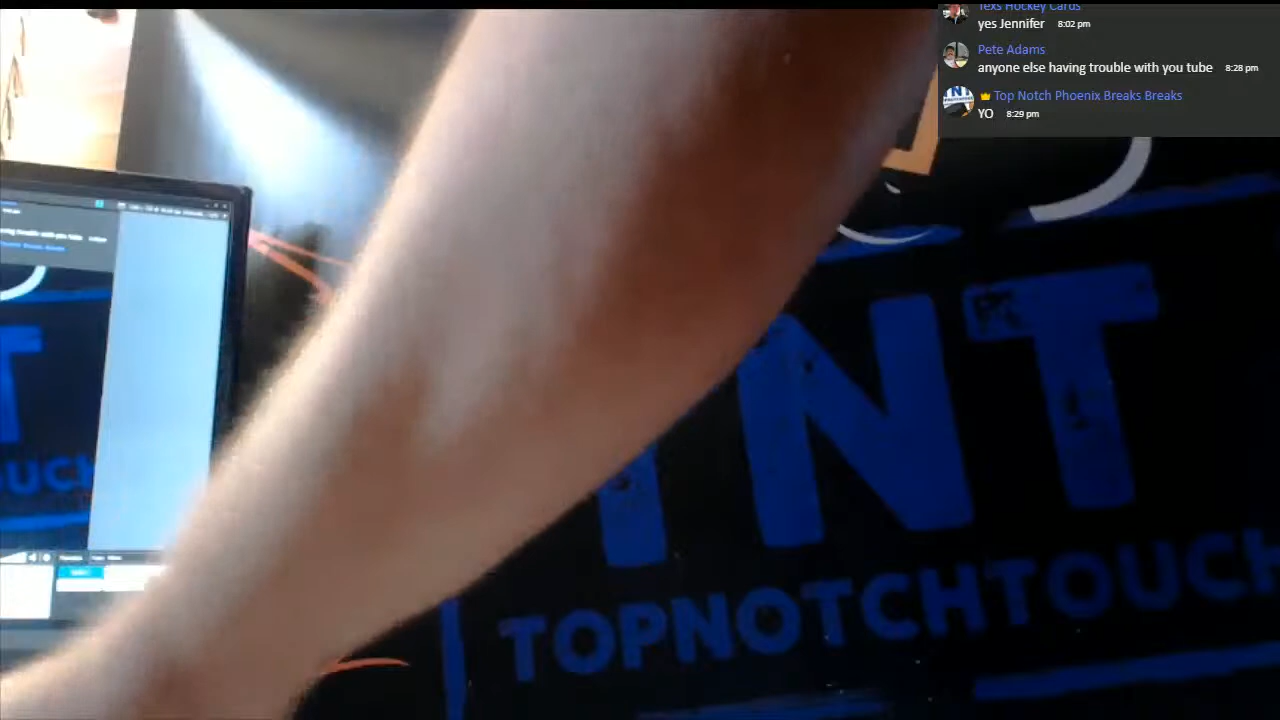 Texs Hockey Cards
yes Jennifer 8:02 pm
Pete Adams
anyone else having trouble with you tube 8:28 pm
Top Notch Phoenix Breaks Breaks
YO 8:29 pm
TNT
TOPNOTCHTOUCH